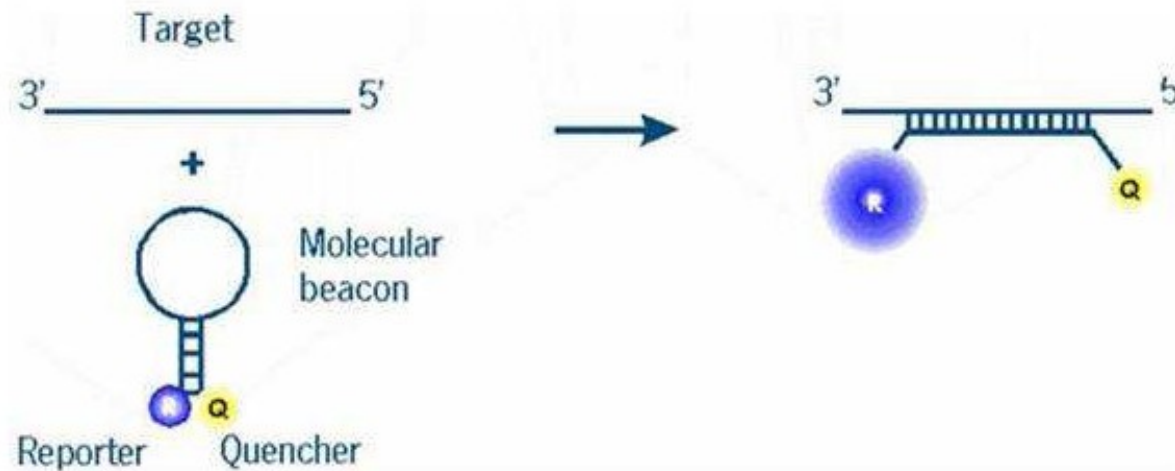 Target
3' 5'
+
Molecular
beacon
R Q
Reporter Quencher
3' 5'
R Q